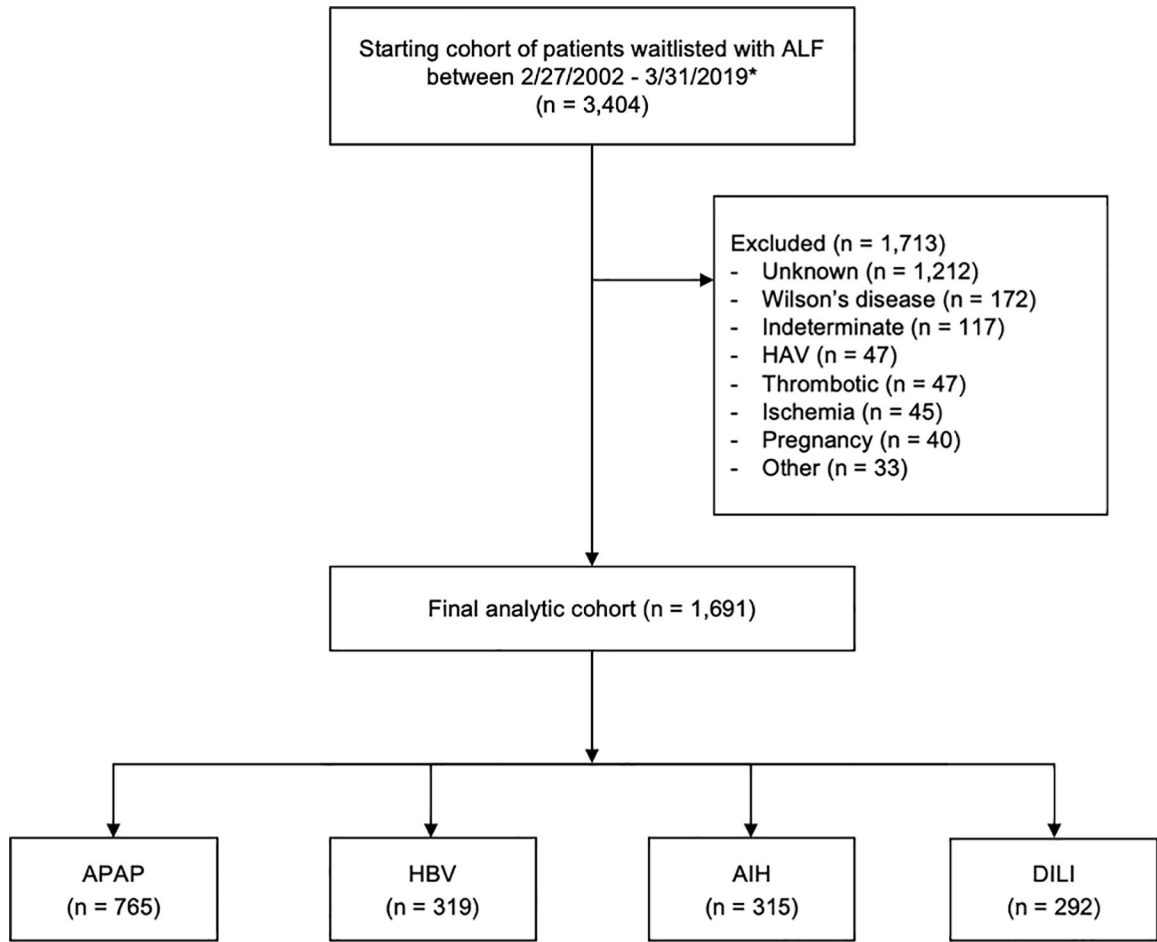 Starting cohort of patients waitlisted with ALF
between 2/27/2002 - 3/31/2019*
(n = 3,404)
Excluded (n = 1,713)
- Unknown (n = 1,212)
- Wilson's disease (n = 172)
- Indeterminate (n = 117)
- HAV (n = 47)
- Thrombotic (n = 47)
- Ischemia (n = 45)
- Pregnancy (n = 40)
- Other (n = 33)
Final analytic cohort (n = 1,691)
APAP
(n = 765)
HBV
(n = 319)
AIH
(n = 315)
DILI
(n = 292)